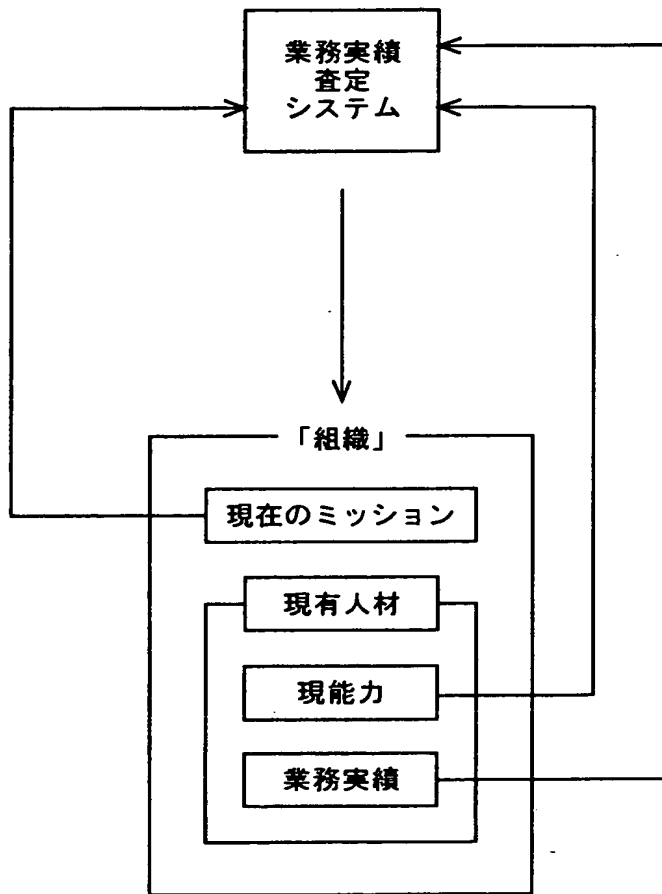 業務実績
査定
システム
「組織」
現在のミッション
現有人材
現能力
業務実績